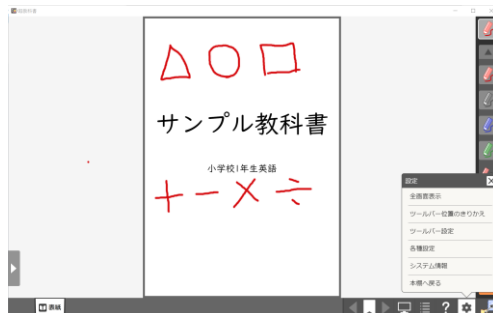 + - × ÷
サンプル教科書
小学校1年生英語
設定
全画面表示
ツールバー位置のきりかえ
ツールバー設定
各種設定
システム情報
本棚へ戻る
表紙
?